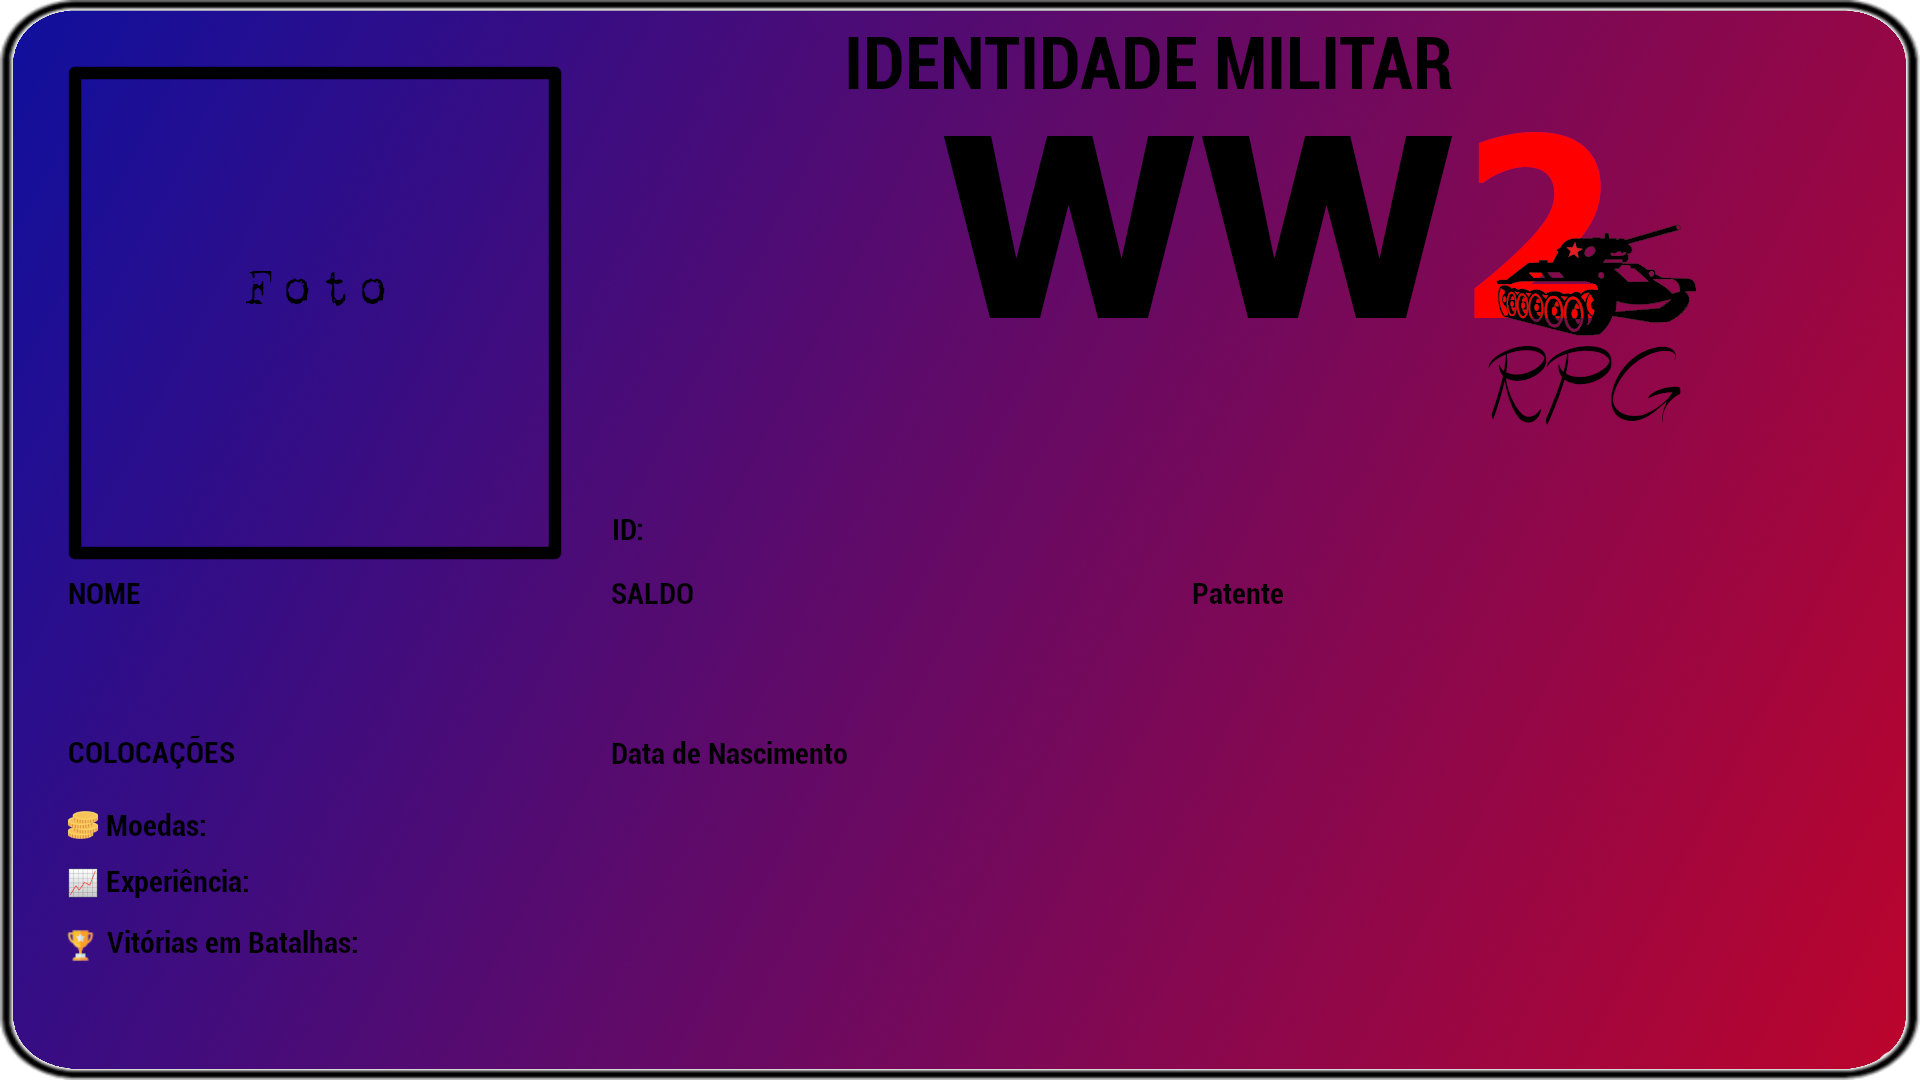 IDENTIDADE MILITAR
WW2
RPG
Foto
ID:
NOME
SALDO
Patente
COLOCAÇÕES
Data de Nascimento
Moedas:
Experiência:
Vitórias em Batalhas: